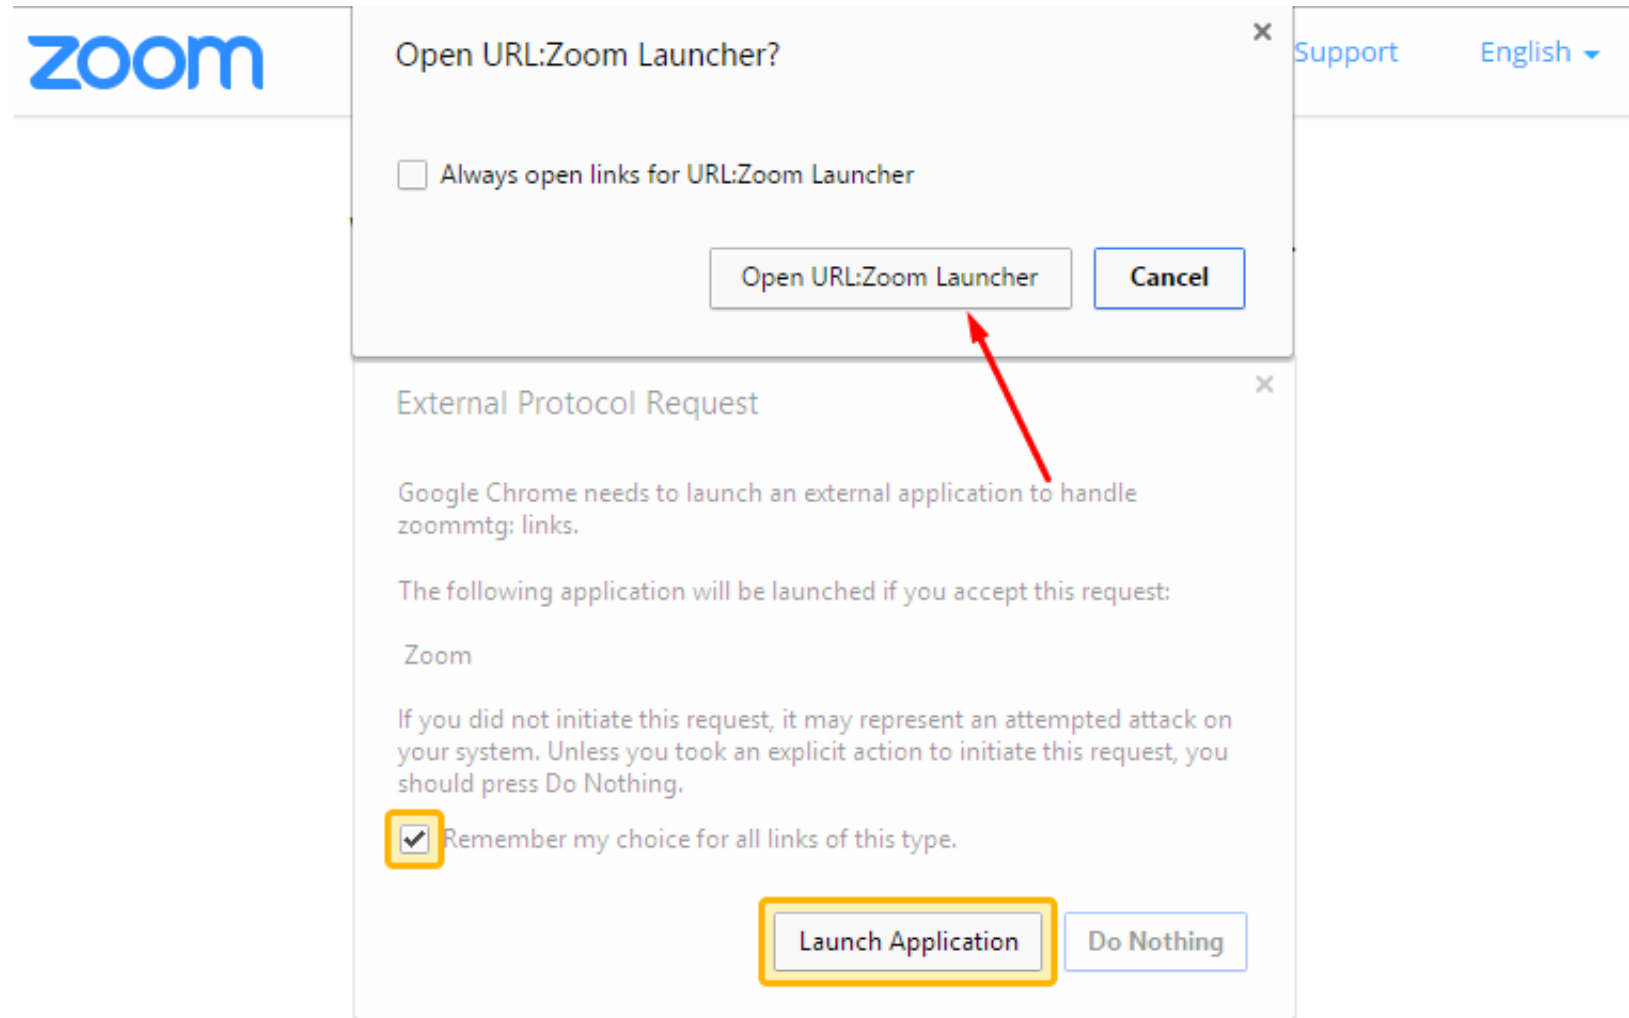 zoom
Support
English
Open URL:Zoom Launcher?
Always open links for URL:Zoom Launcher
Open URL:Zoom Launcher
Cancel
External Protocol Request
Google Chrome needs to launch an external application to handle
zoommtg: links.
The following application will be launched if you accept this request:
Zoom
If you did not initiate this request, it may represent an attempted attack on
your system. Unless you took an explicit action to initiate this request, you
should press Do Nothing.
Remember my choice for all links of this type.
Launch Application
Do Nothing